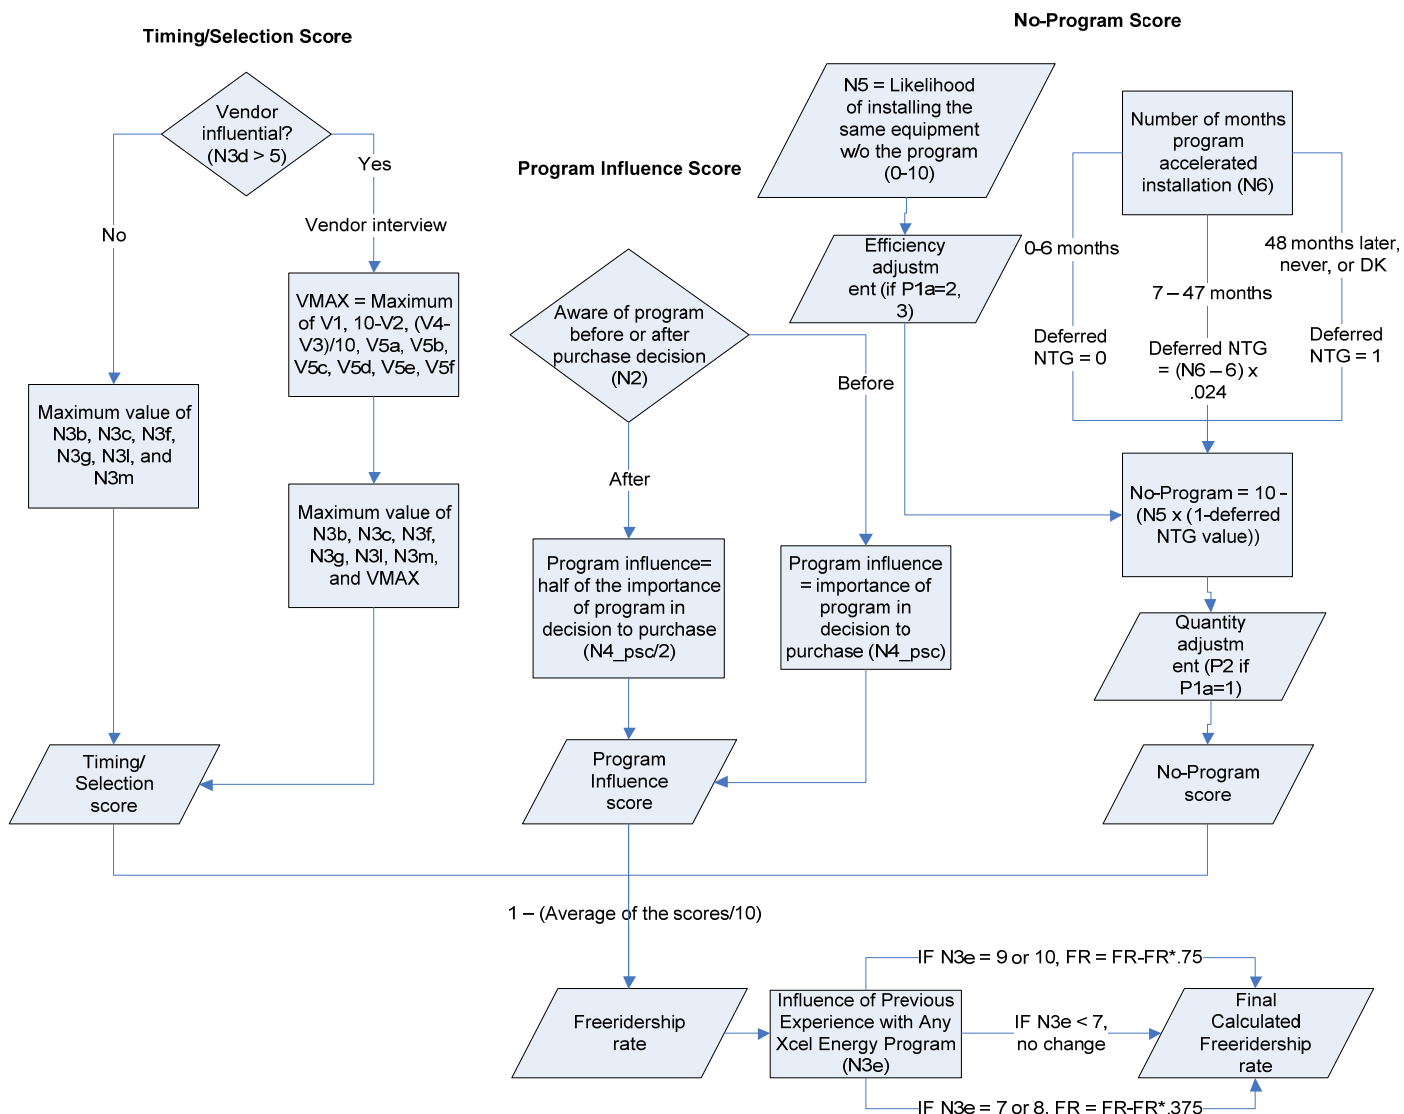 Timing/Selection Score
Vendor
influential?
(N3d > 5)
No
Yes
Vendor interview
VMAX = Maximum
of V1, 10-V2, (V4-
V3)/10, V5a, V5b,
V5c, V5d, V5e, V5f
Maximum value of
N3b, N3c, N3f,
N3g, N3l, and
N3m
Maximum value of
N3b, N3c, N3f,
N3g, N3l, N3m,
and VMAX
Timing/
Selection
score
Program Influence Score
Aware of program
before or after
purchase decision
(N2)
Before
After
Program influence=
half of the importance
of program in
decision to purchase
(N4_psc/2)
Program influence
= importance of
program in
decision to
purchase (N4_psc)
Program
Influence
score
No-Program Score
N5 = Likelihood
of installing the
same equipment
w/o the program
(0-10)
Efficiency
adjustm
ent (if P1a=2,
3)
Number of months
program
accelerated
installation (N6)
0-6 months
Deferred
NTG = 0
7 – 47 months
Deferred NTG
= (N6 – 6) x
.024
48 months later,
never, or DK
Deferred
NTG = 1
No-Program = 10 –
(N5 x (1-deferred
NTG value))
Quantity
adjustm
ent (P2 if
P1a=1)
No-Program
score
1 – (Average of the scores/10)
Freeridership
rate
Influence of Previous
Experience with Any
Xcel Energy Program
(N3e)
IF N3e = 9 or 10, FR = FR-FR*.75
IF N3e < 7,
no change
IF N3e = 7 or 8, FR = FR-FR*.375
Final
Calculated
Freeridership
rate